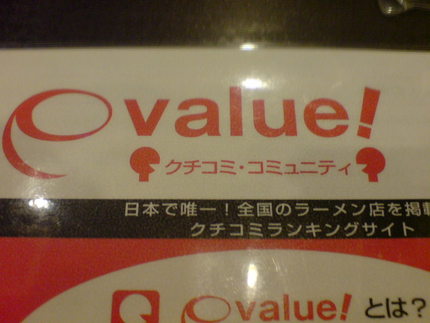 value!
クチコミ・コミュニティ
日本で唯一！全国のラーメン店を掲載
クチコミランキングサイト
Q value! とは？